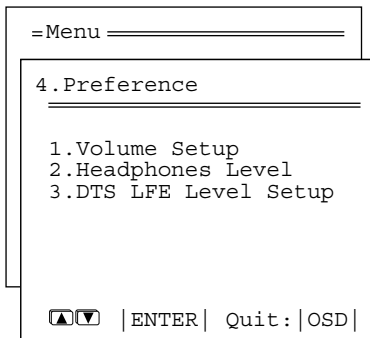 =Menu
4.Preference
1.Volume Setup
2.Headphones Level
3.DTS LFE Level Setup
▲▼ |ENTER| Quit:|OSD|